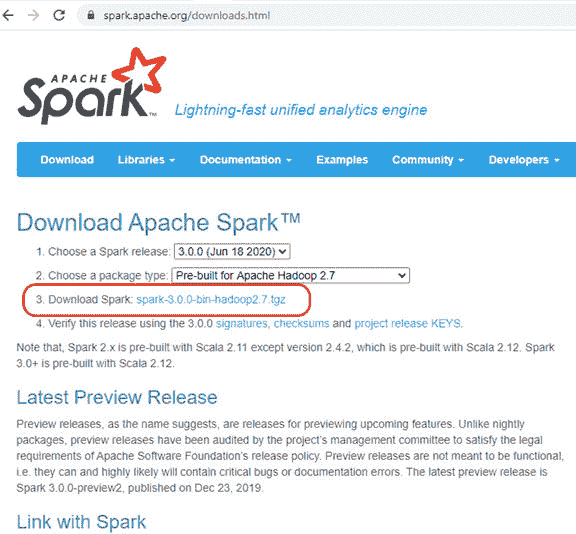 spark.apache.org/downloads.html
APACHE
Spark™
Lightning-fast unified analytics engine
Download Libraries Documentation Examples Community Developers
Download Apache Spark™
1. Choose a Spark release: 3.0.0 (Jun 18 2020)
2. Choose a package type: Pre-built for Apache Hadoop 2.7
3. Download Spark: spark-3.0.0-bin-hadoop2.7.tgz
4. Verify this release using the 3.0.0 signatures, checksums and project release KEYS.
Note that, Spark 2.x is pre-built with Scala 2.11 except version 2.4.2, which is pre-built with Scala 2.12. Spark
3.0+ is pre-built with Scala 2.12.
Latest Preview Release
Preview releases, as the name suggests, are releases for previewing upcoming features. Unlike nightly
packages, preview releases have been audited by the project's management committee to satisfy the legal
requirements of Apache Software Foundation's release policy. Preview releases are not meant to be functional,
i.e. they can and highly likely will contain critical bugs or documentation errors. The latest preview release is
Spark 3.0.0-preview2, published on Dec 23, 2019.
Link with Spark